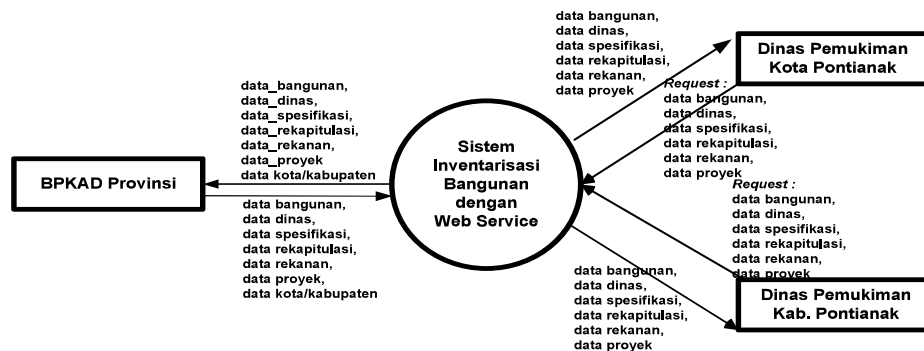 data bangunan,
data dinas,
data spesifikasi,
data rekapitulasi,
data rekanan,
data proyek
Dinas Pemukiman
Kota Pontianak
Request :
data bangunan,
data dinas,
data spesifikasi
data rekapitulasi,
data rekanan,
data proyek
data_bangunan,
data_dinas,
data_spesifikasi,
data_rekapitulasi,
data_rekanan,
data_proyek
data kota/kabupaten
Sistem
Inventarisasi
Bangunan
dengan
Web Service
BPKAD Provinsi
data bangunan,
data dinas,
data spesifikasi,
data rekapitulasi,
data rekanan,
data proyek,
data kota/kabupaten
Request :
data bangunan,
data dinas,
data spesifikasi,
data rekapitulasi,
data rekanan,
data proyek
data bangunan,
data dinas,
data spesifikasi,
data rekapitulasi,
data rekanan,
data proyek
Dinas Pemukiman
Kab. Pontianak